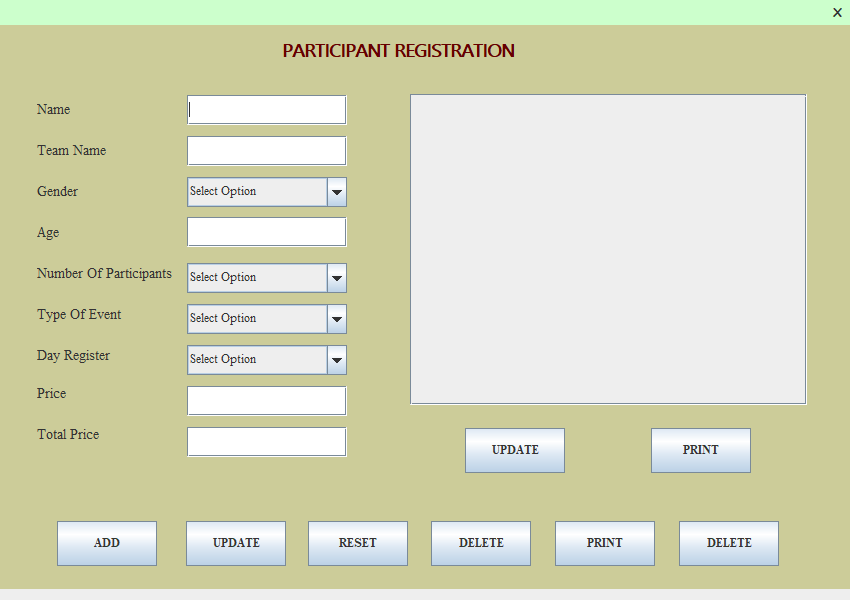 X
PARTICIPANT REGISTRATION
Name
Team Name
Gender Select Option
Age
Number Of Participants Select Option
Type Of Event Select Option
Day Register Select Option
Price
Total Price
UPDATE PRINT
ADD UPDATE RESET DELETE PRINT DELETE